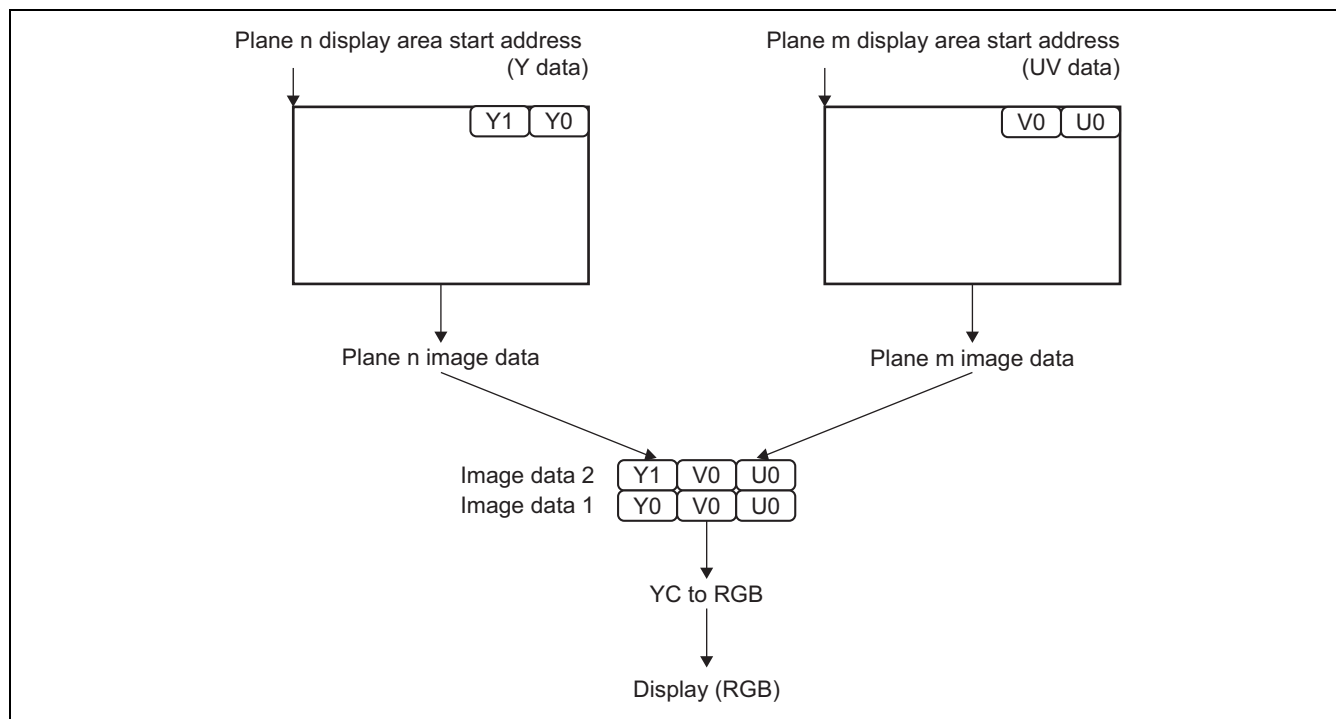 Plane n display area start address
(Y data)
Plane m display area start address
(UV data)
Y1 Y0
V0 U0
Plane n image data
Plane m image data
Image data 2 Y1 V0 U0
Image data 1 Y0 V0 U0
YC to RGB
Display (RGB)